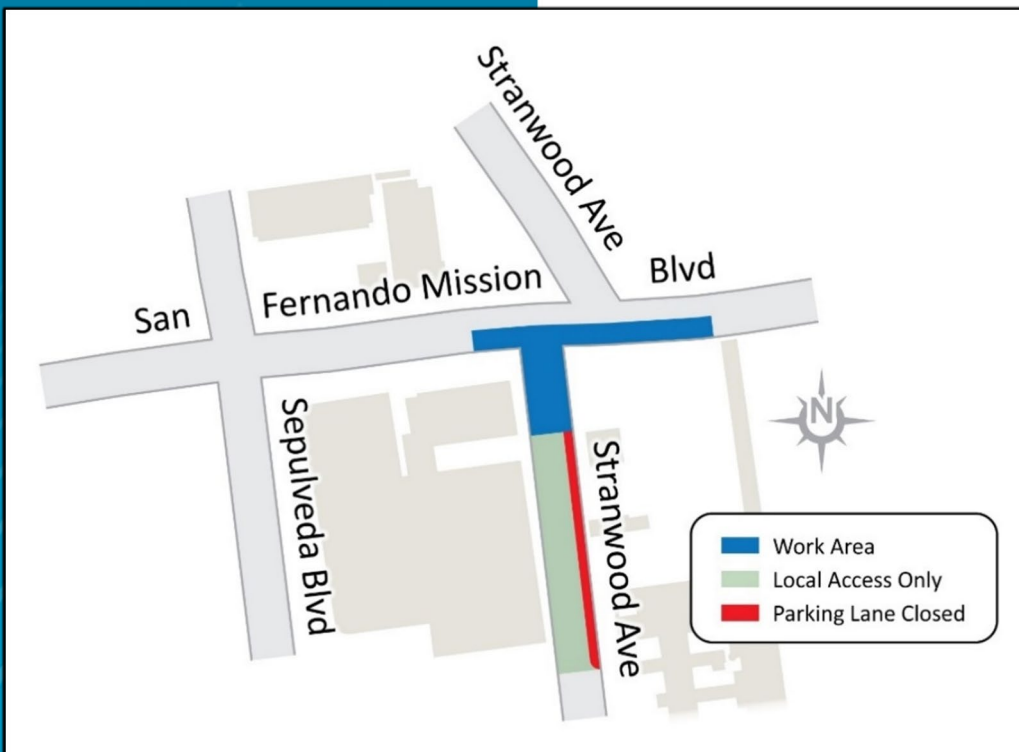 Stranwood Ave
San
Fernando Mission
Blvd
Sepulveda Blvd
Stranwood Ave
N
Work Area
Local Access Only
Parking Lane Closed